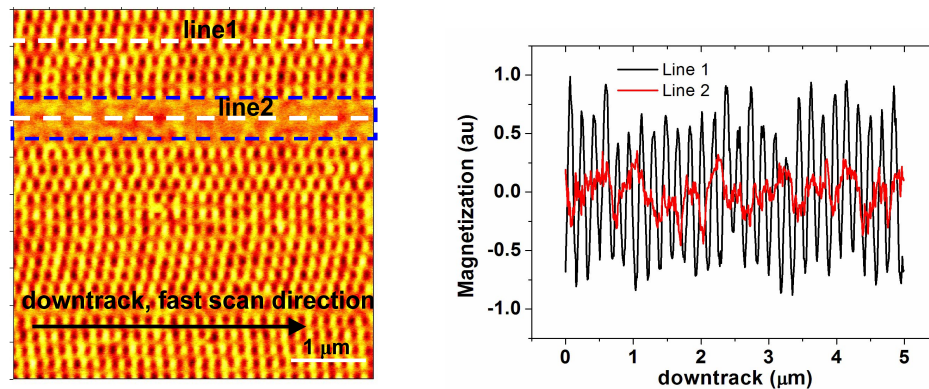 line1
line2
downtrack, fast scan direction
1 μm
Magnetization (au)
1.0
0.5
0.0
-0.5
-1.0
Line 1
Line 2
0 1 2 3 4 5
downtrack (μm)